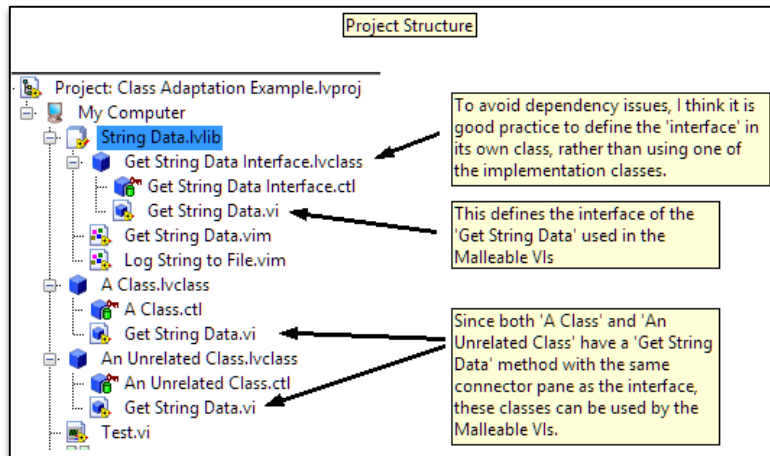 Project Structure
Project: Class Adaptation Example.lvproj
My Computer
String Data.lvlib
Get String Data Interface.lvclass
Get String Data Interface.ctl
Get String Data.vi
Get String Data.vim
Log String to File.vim
A Class.lvclass
A Class.ctl
Get String Data.vi
An Unrelated Class.lvclass
An Unrelated Class.ctl
Get String Data.vi
Test.vi
To avoid dependency issues, I think it is
good practice to define the 'interface' in
its own class, rather than using one of
the implementation classes.
This defines the interface of the
'Get String Data' used in the
Malleable VIs
Since both 'A Class' and 'An
Unrelated Class' have a 'Get String
Data' method with the same
connector pane as the interface,
these classes can be used by the
Malleable VIs.